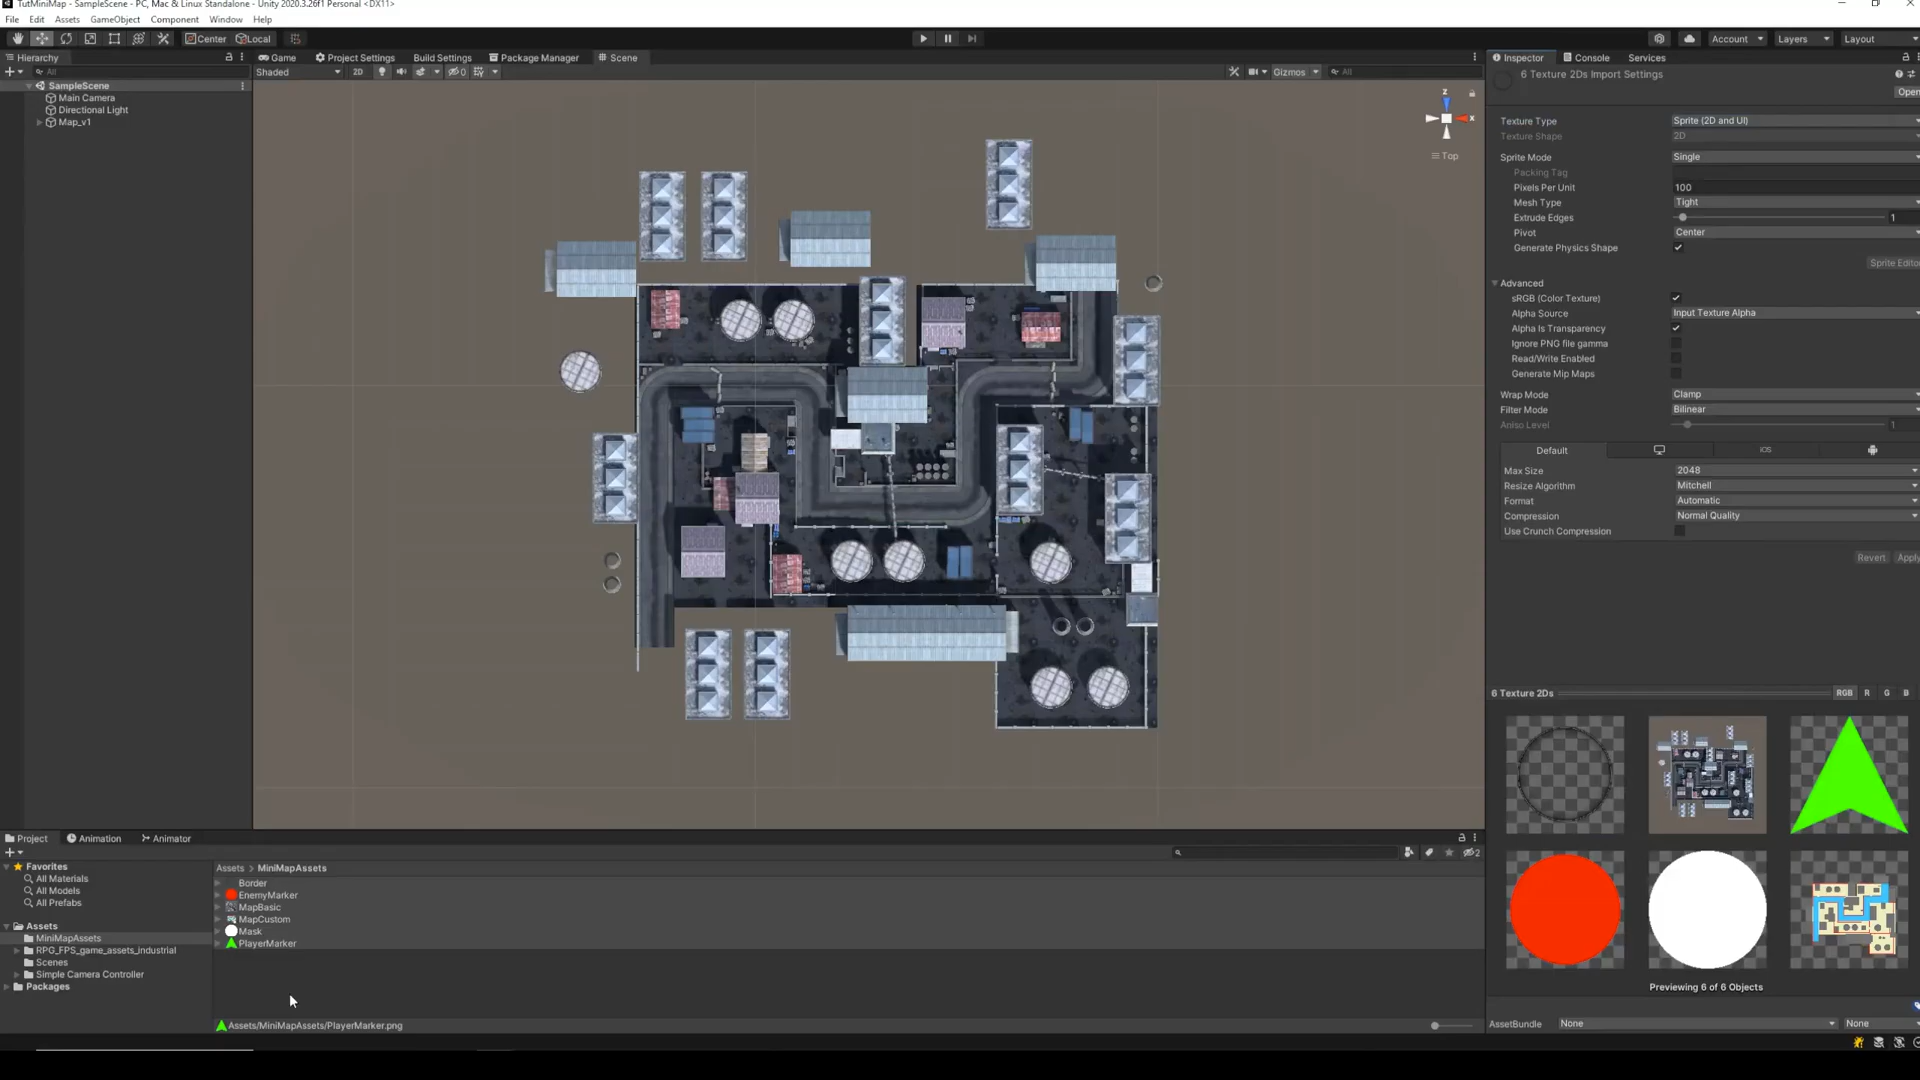 TutMiniMap - SampleScene - PC, Mac & Linux Standalone - Unity 2020.3.26f1 Personal <DX11>
File Edit Assets GameObject Component Window Help
Center Local
Account Layers Layout
Hierarchy
Game Project Settings Build Settings Package Manager Scene
Inspector Console Services
All
Shaded 2D 0 Gizmos All
6 Texture 2Ds Import Settings
Open
SampleScene
Main Camera
Directional Light
Map_v1
z
x
Top
Texture Type Sprite (2D and UI)
Texture Shape 2D
Sprite Mode Single
Packing Tag
Pixels Per Unit 100
Mesh Type Tight
Extrude Edges 1
Pivot Center
Generate Physics Shape
Sprite Editor
Advanced
sRGB (Color Texture)
Alpha Source Input Texture Alpha
Alpha Is Transparency
Ignore PNG file gamma
Read/Write Enabled
Generate Mip Maps
Wrap Mode Clamp
Filter Mode Bilinear
Aniso Level 1
Default iOS
Max Size 2048
Resize Algorithm Mitchell
Format Automatic
Compression Normal Quality
Use Crunch Compression
Revert Apply
6 Texture 2Ds RGB R G B
Previewing 6 of 6 Objects
AssetBundle None None
Project Animation Animator
2
Favorites
All Materials
All Models
All Prefabs
Assets
MiniMapAssets
RPG_FPS_game_assets_industrial
Scenes
Simple Camera Controller
Packages
Assets > MiniMapAssets
Border
EnemyMarker
MapBasic
MapCustom
Mask
PlayerMarker
Assets/MiniMapAssets/PlayerMarker.png